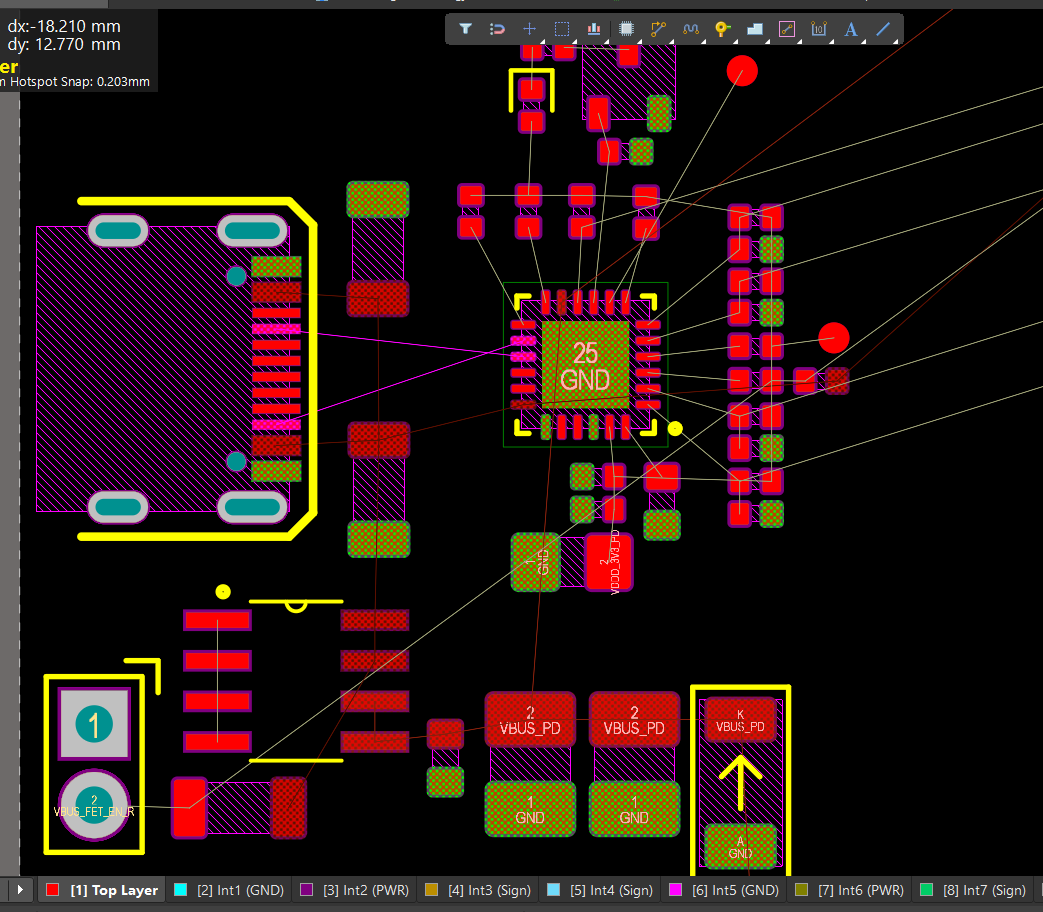 dx:-18.210 mm
dy: 12.770 mm
er
m Hotspot Snap: 0.203mm
25
GND
1
GND
2
VDDD_3V3_PD
1
2
VBUS_FET_EN_R
2
VBUS_PD
2
VBUS_PD
K
VBUS_PD
1
GND
1
GND
A
GND
[1] Top Layer
[2] Int1 (GND)
[3] Int2 (PWR)
[4] Int3 (Sign)
[5] Int4 (Sign)
[6] Int5 (GND)
[7] Int6 (PWR)
[8] Int7 (Sign)